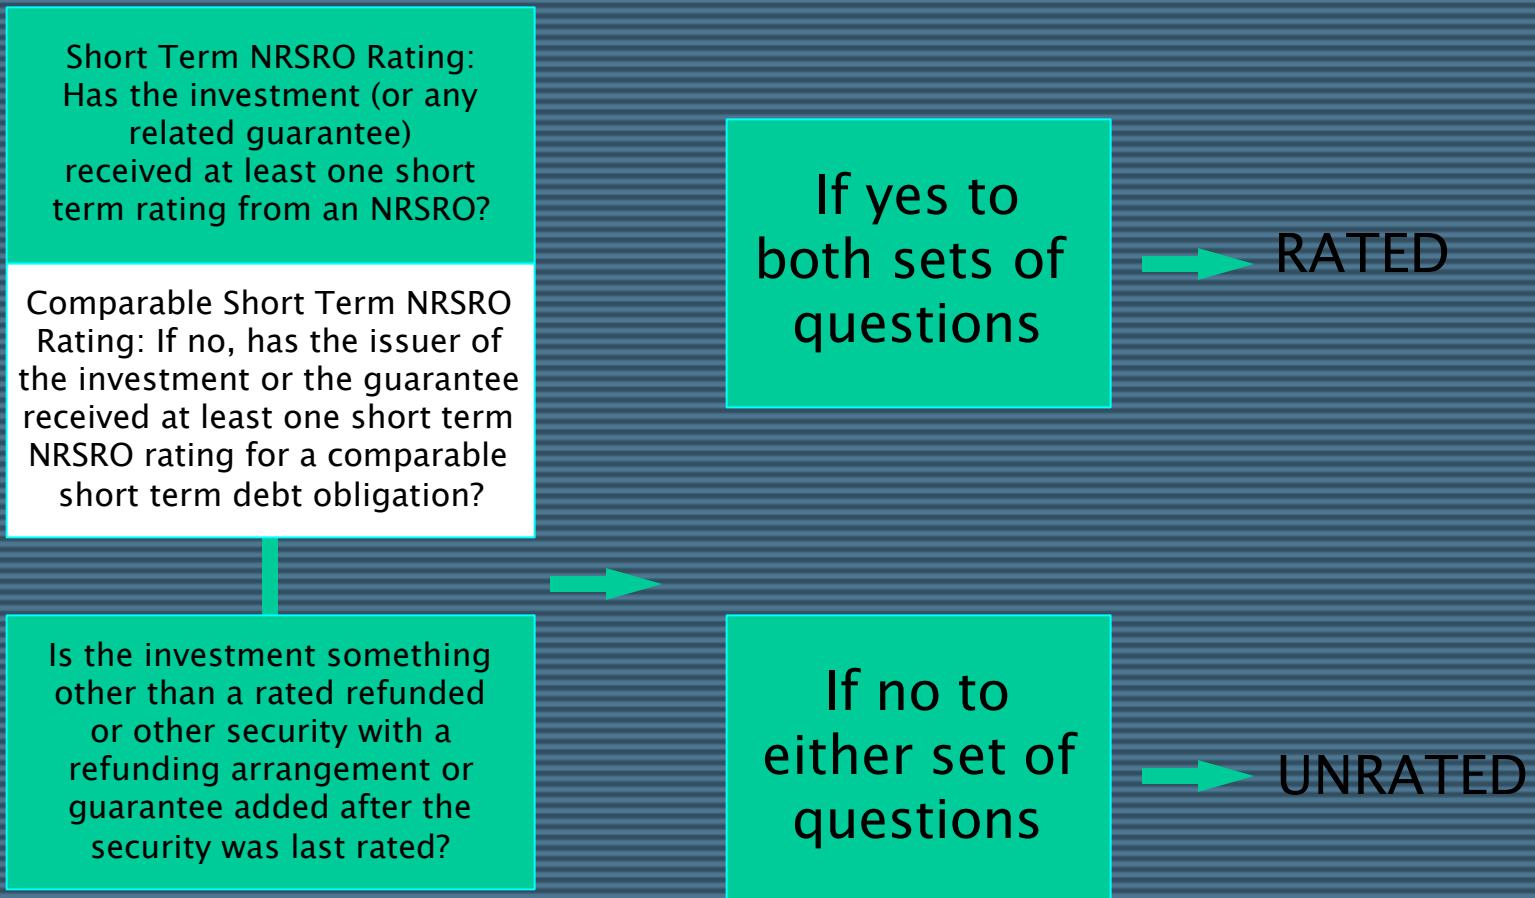 Short Term NRSRO Rating:
Has the investment (or any
related guarantee)
received at least one short
term rating from an NRSRO?
Comparable Short Term NRSRO
Rating: If no, has the issuer of
the investment or the guarantee
received at least one short term
NRSRO rating for a comparable
short term debt obligation?
Is the investment something
other than a rated refunded
or other security with a
refunding arrangement or
guarantee added after the
security was last rated?
If yes to
both sets of
questions
RATED
If no to
either set of
questions
UNRATED